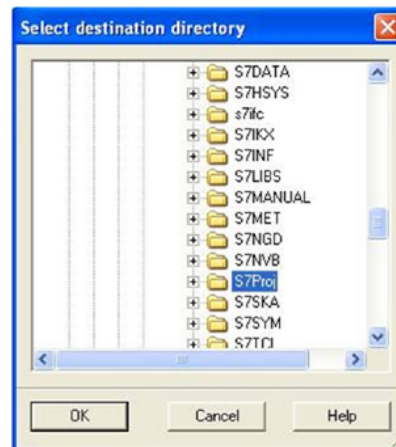 Select destination directory
S7DATA
S7HSYS
s7ifc
S7IKX
S7INF
S7LIBS
S7MANUAL
S7MET
S7NGD
S7NVB
S7Proj
S7SKA
S7SYM
S7TCI
OK
Cancel
Help